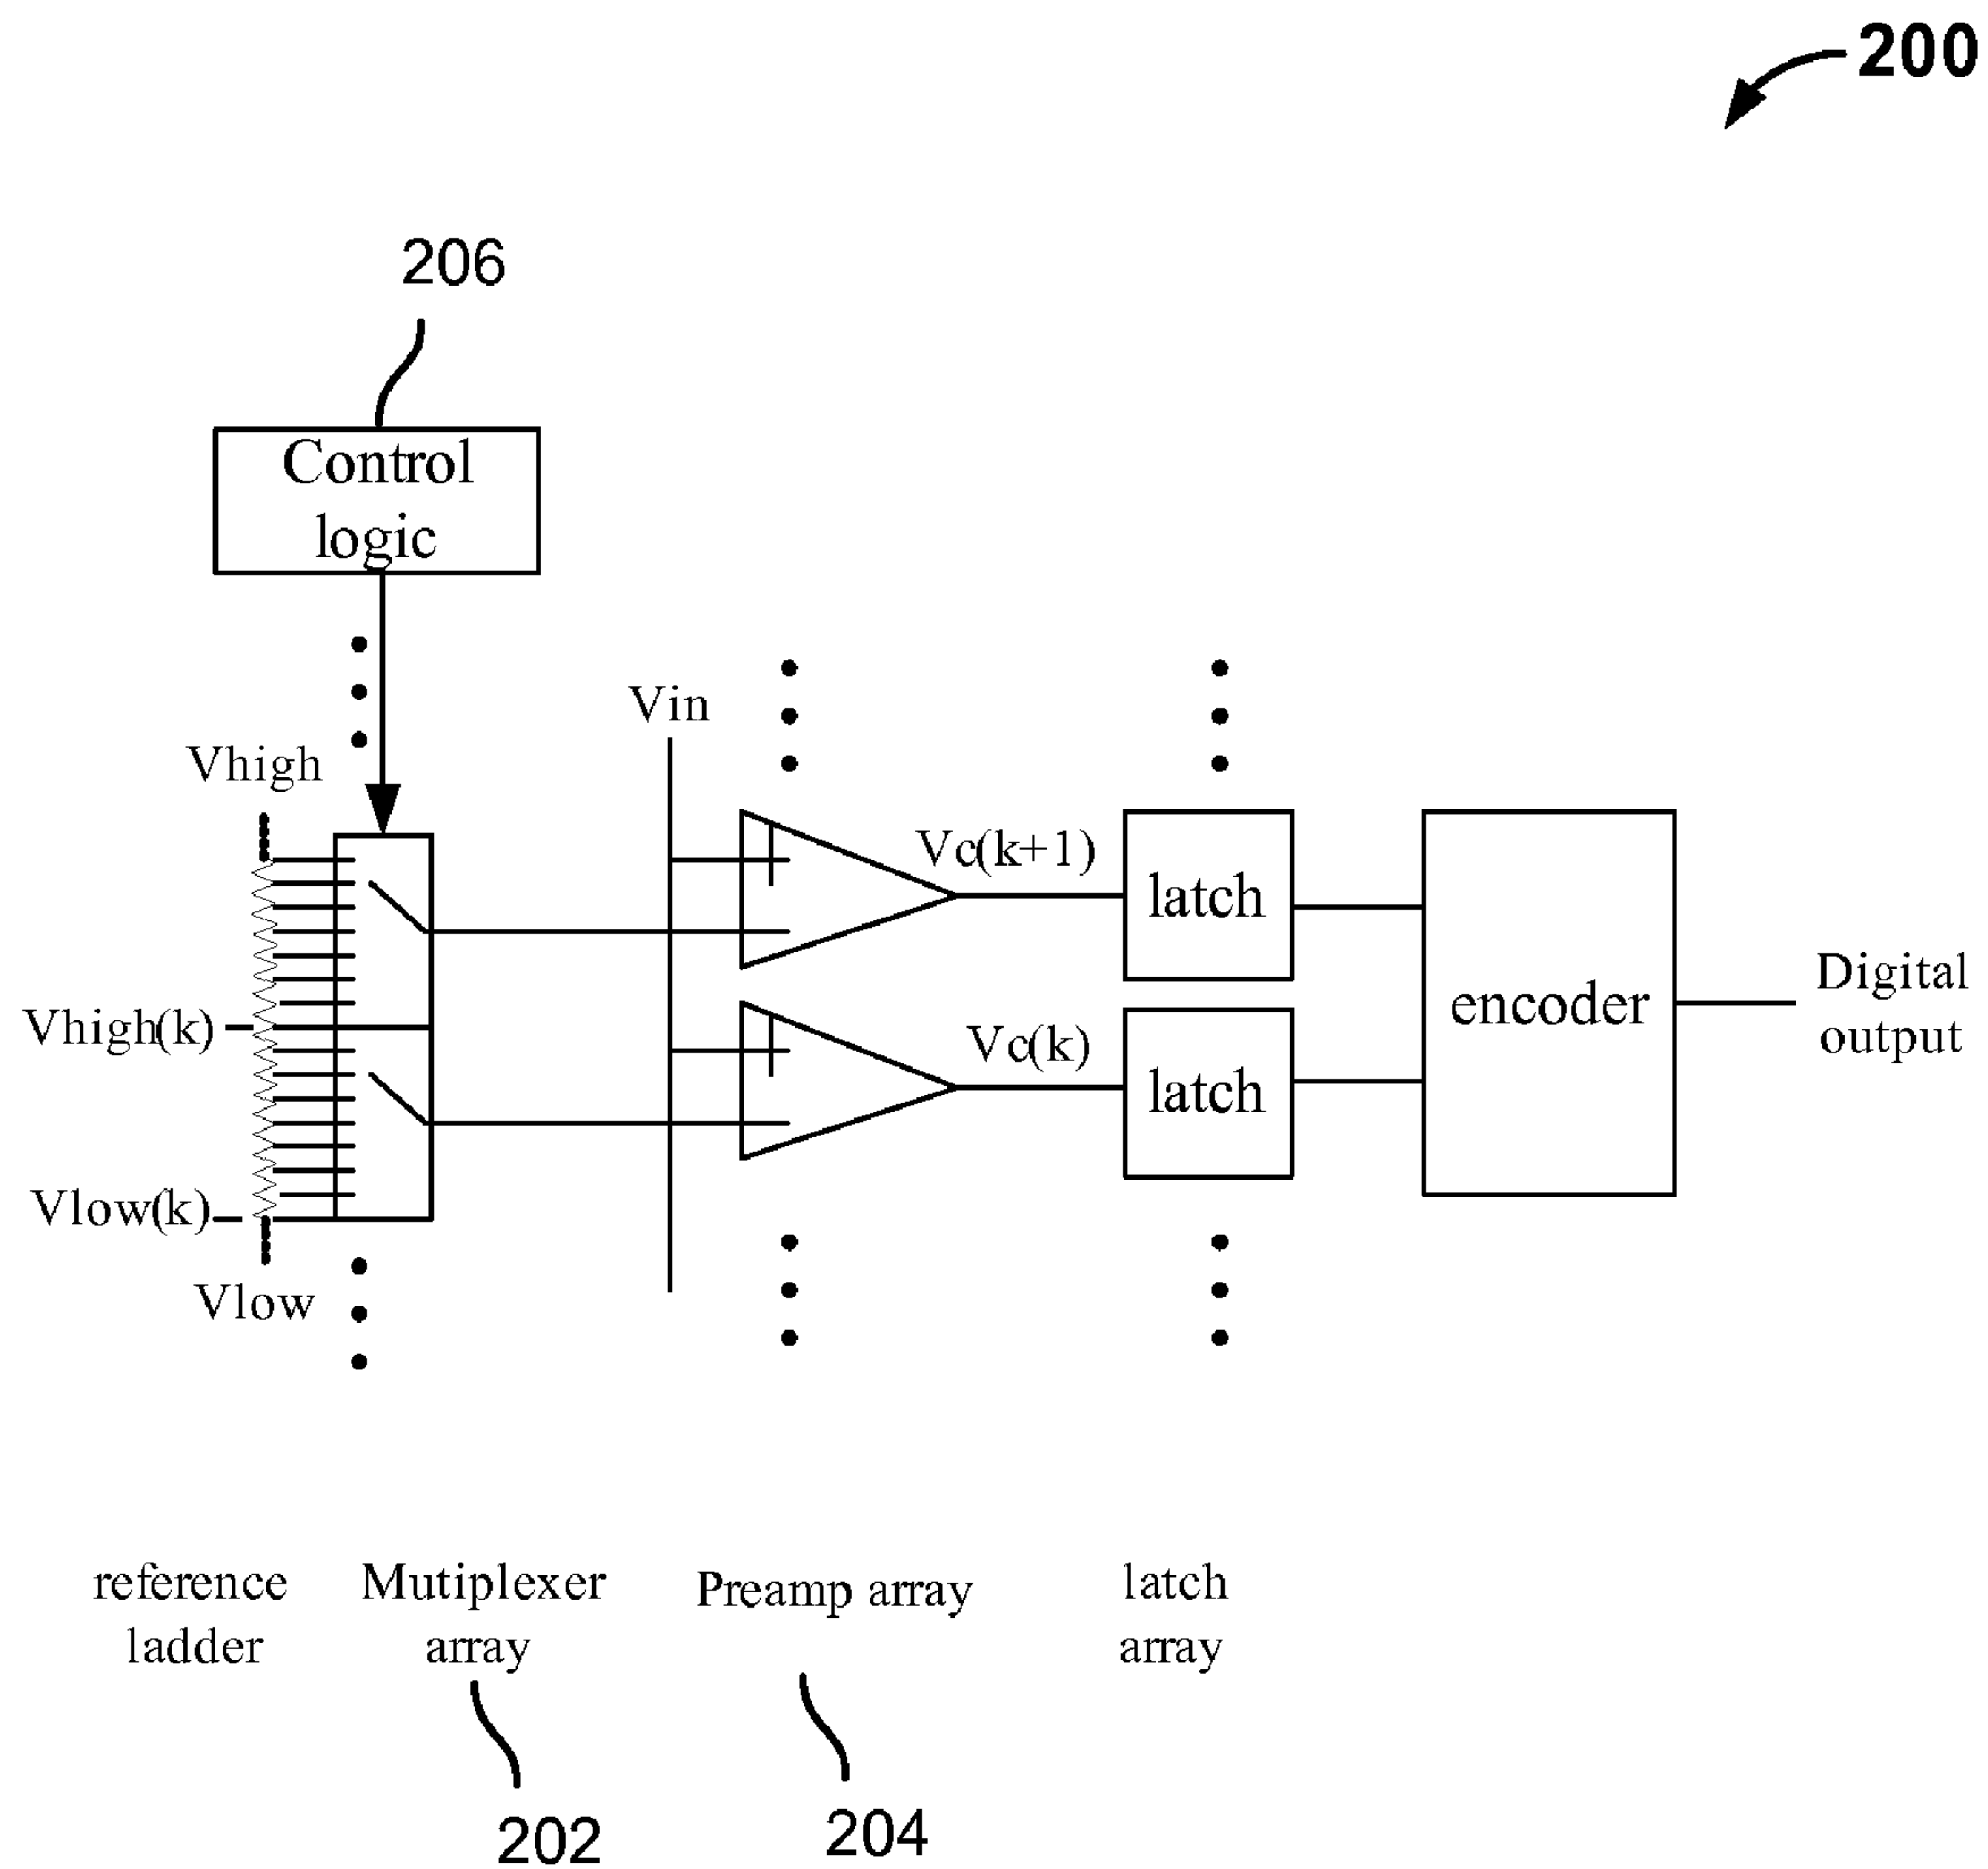 200
206
Control
logic
Vin
Vhigh
Vc(k+1)
latch
Digital
output
encoder
Vhigh(k)
Vc(k)
latch
Vlow(k)
Vlow
reference
ladder
Mutiplexer
array
Preamp array
latch
array
202
204